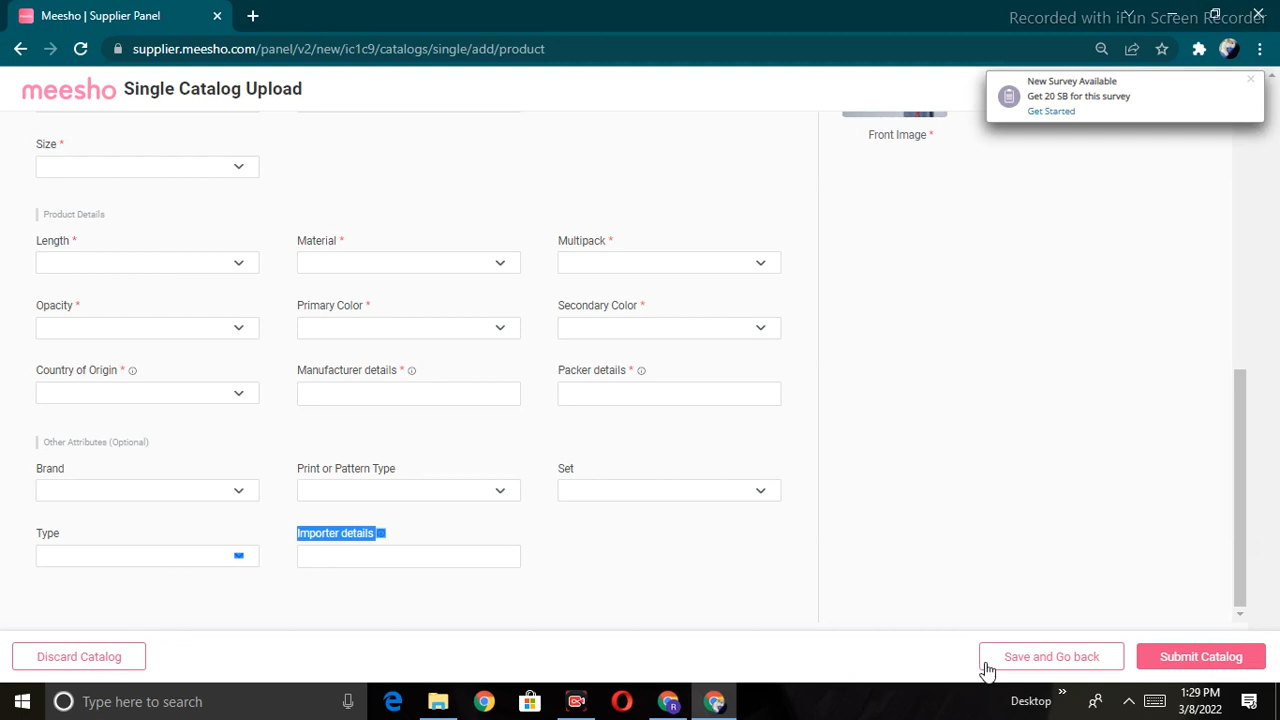 Meesho | Supplier Panel
Recorded with iFun Screen Recorder
supplier.meesho.com/panel/v2/new/ic1c9/catalogs/single/add/product
meesho Single Catalog Upload
New Survey Available
Get 20 SB for this survey
Get Started
Front Image *
Size *
Product Details
Length *
Material *
Multipack *
Opacity *
Primary Color *
Secondary Color *
Country of Origin *
Manufacturer details *
Packer details *
Other Attributes (Optional)
Brand
Print or Pattern Type
Set
Type
Importer details
Discard Catalog
Save and Go back
Submit Catalog
Type here to search
Desktop
1:29 PM
3/8/2022